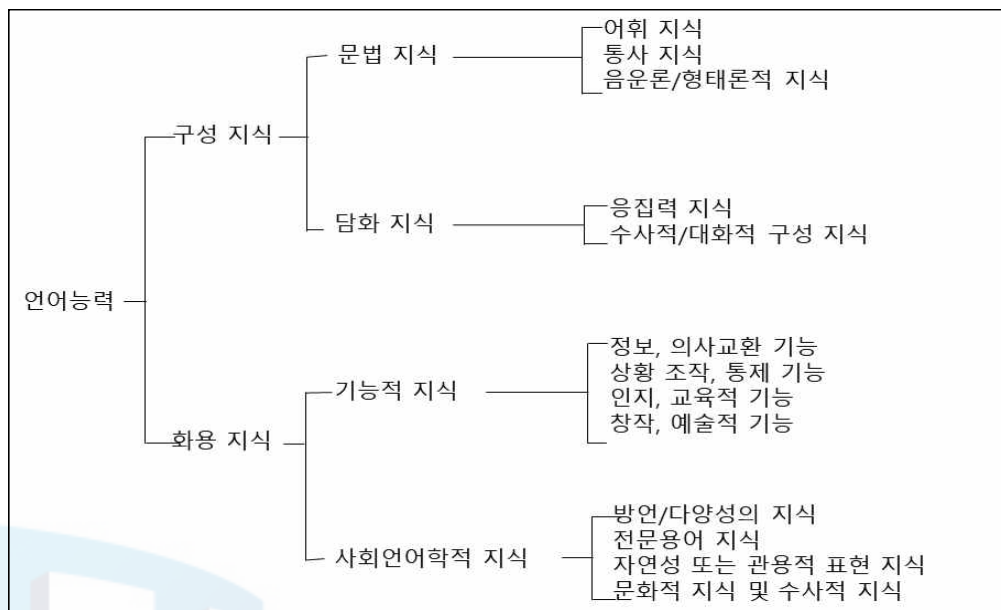 어휘 지식
문법 지식
통사 지식
음운론/형태론적 지식
구성 지식
응집력 지식
담화 지식
수사적/대화적 구성 지식
언어능력
정보, 의사교환 기능
상황 조작, 통제 기능
기능적 지식
인지, 교육적 기능
창작, 예술적 기능
화용 지식
방언/다양성의 지식
전문용어 지식
사회언어학적 지식
자연성 또는 관용적 표현 지식
문화적 지식 및 수사적 지식